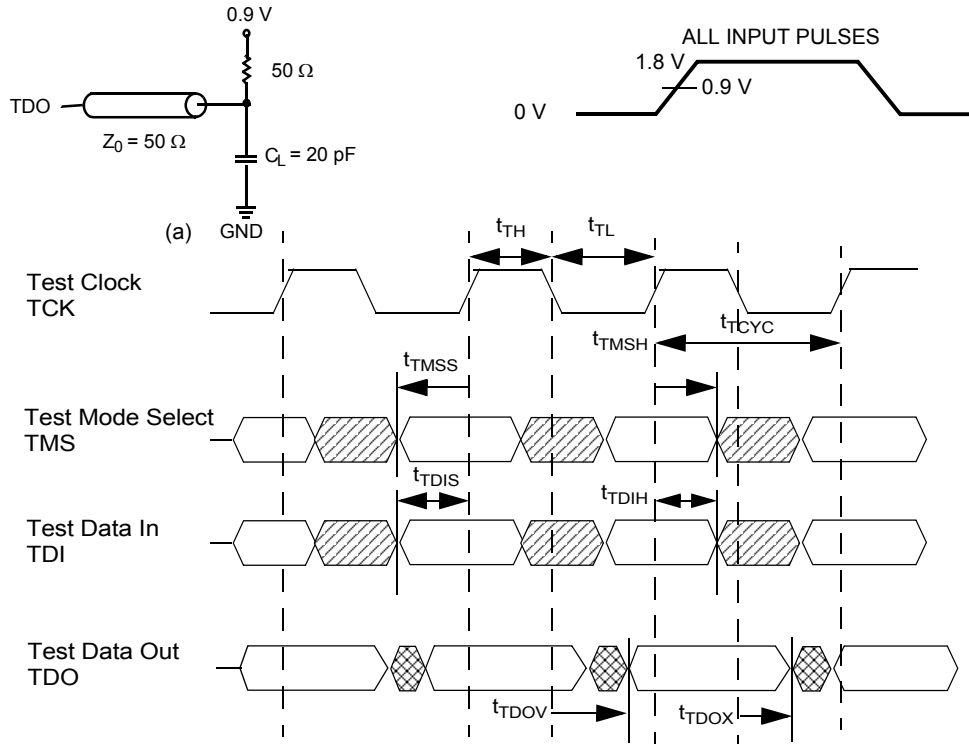 0.9 V
50 Ω
TDO
Z0 = 50 Ω
CL = 20 pF
(a)
GND
ALL INPUT PULSES
1.8 V
0.9 V
0 V
tTH
tTL
Test Clock
TCK
tTCYC
tTMSH
tTMSS
Test Mode Select
TMS
tTDIS
tTDIH
Test Data In
TDI
Test Data Out
TDO
tTDOV
tTDOX